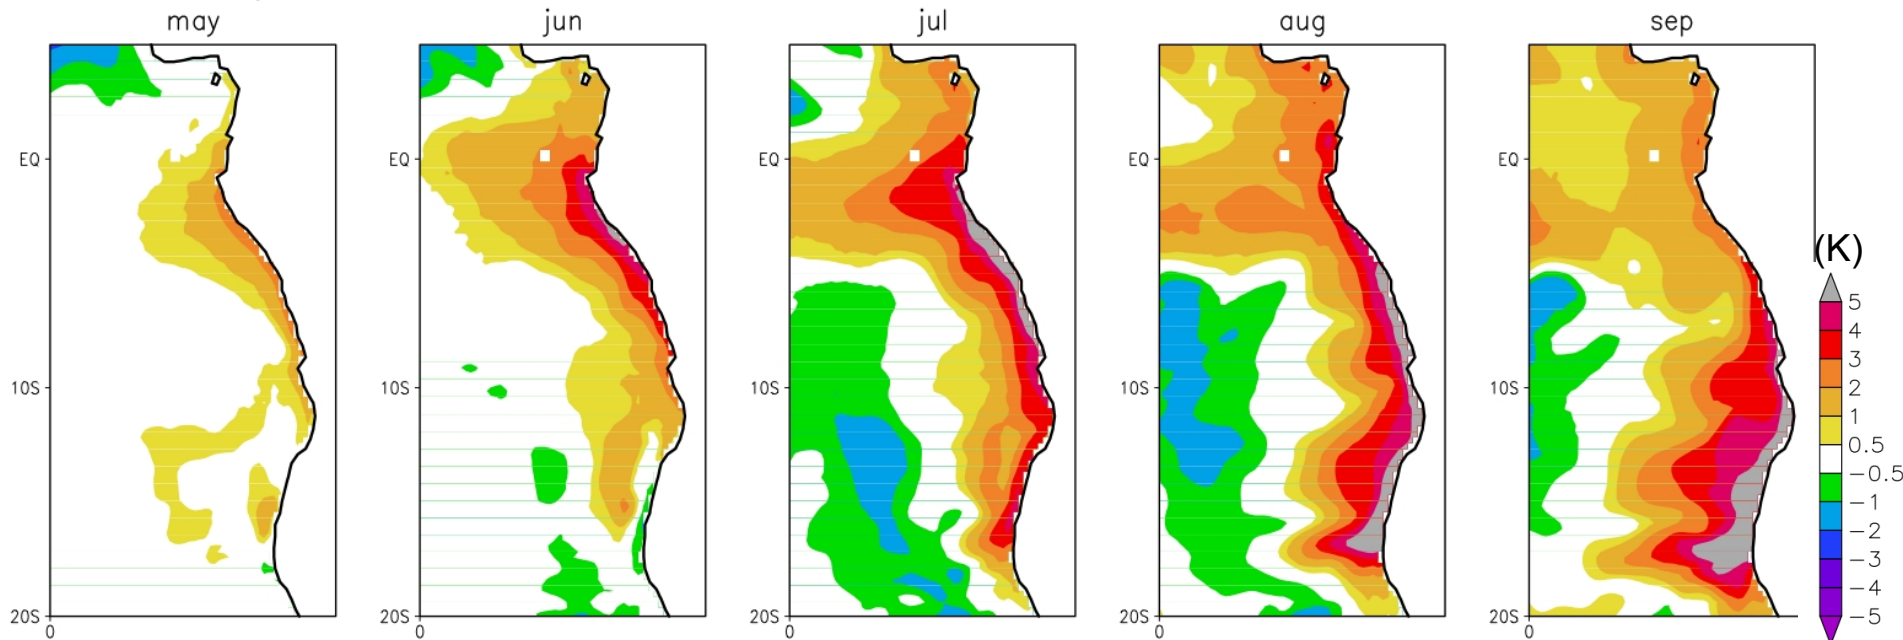 may jun jul aug sep
EQ EQ EQ EQ EQ
10S 10S 10S 10S 10S
20S 20S 20S 20S 20S
0 0 0 0 0
(K)
5
4
3
2
1
0.5
−0.5
−1
−2
−3
−4
−5